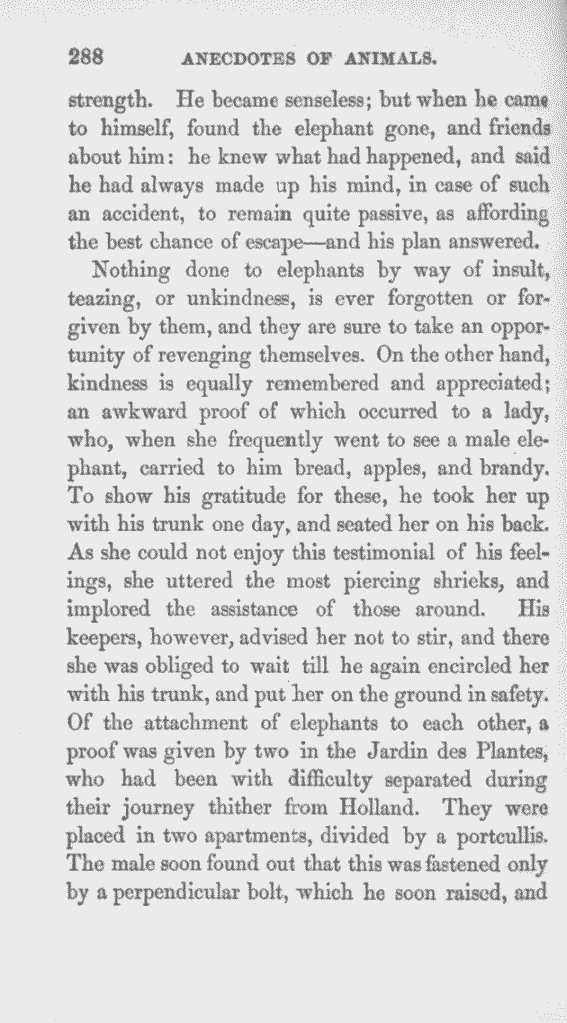 288 ANECDOTES OF ANIMALS.
strength. He became senseless; but when he came
to himself, found the elephant gone, and friends
about him: he knew what had happened, and said
he had always made up his mind, in case of such
an accident, to remain quite passive, as affording
the best chance of escape—and his plan answered.
Nothing done to elephants by way of insult,
teazing, or unkindness, is ever forgotten or for-
given by them, and they are sure to take an oppor-
tunity of revenging themselves. On the other hand,
kindness is equally remembered and appreciated;
an awkward proof of which occurred to a lady,
who, when she frequently went to see a male ele-
phant, carried to him bread, apples, and brandy.
To show his gratitude for these, he took her up
with his trunk one day, and seated her on his back.
As she could not enjoy this testimonial of his feel-
ings, she uttered the most piercing shrieks, and
implored the assistance of those around. His
keepers, however, advised her not to stir, and there
she was obliged to wait till he again encircled her
with his trunk, and put her on the ground in safety.
Of the attachment of elephants to each other, a
proof was given by two in the Jardin des Plantes,
who had been with difficulty separated during
their journey thither from Holland. They were
placed in two apartments, divided by a portcullis.
The male soon found out that this was fastened only
by a perpendicular bolt, which he soon raised, and